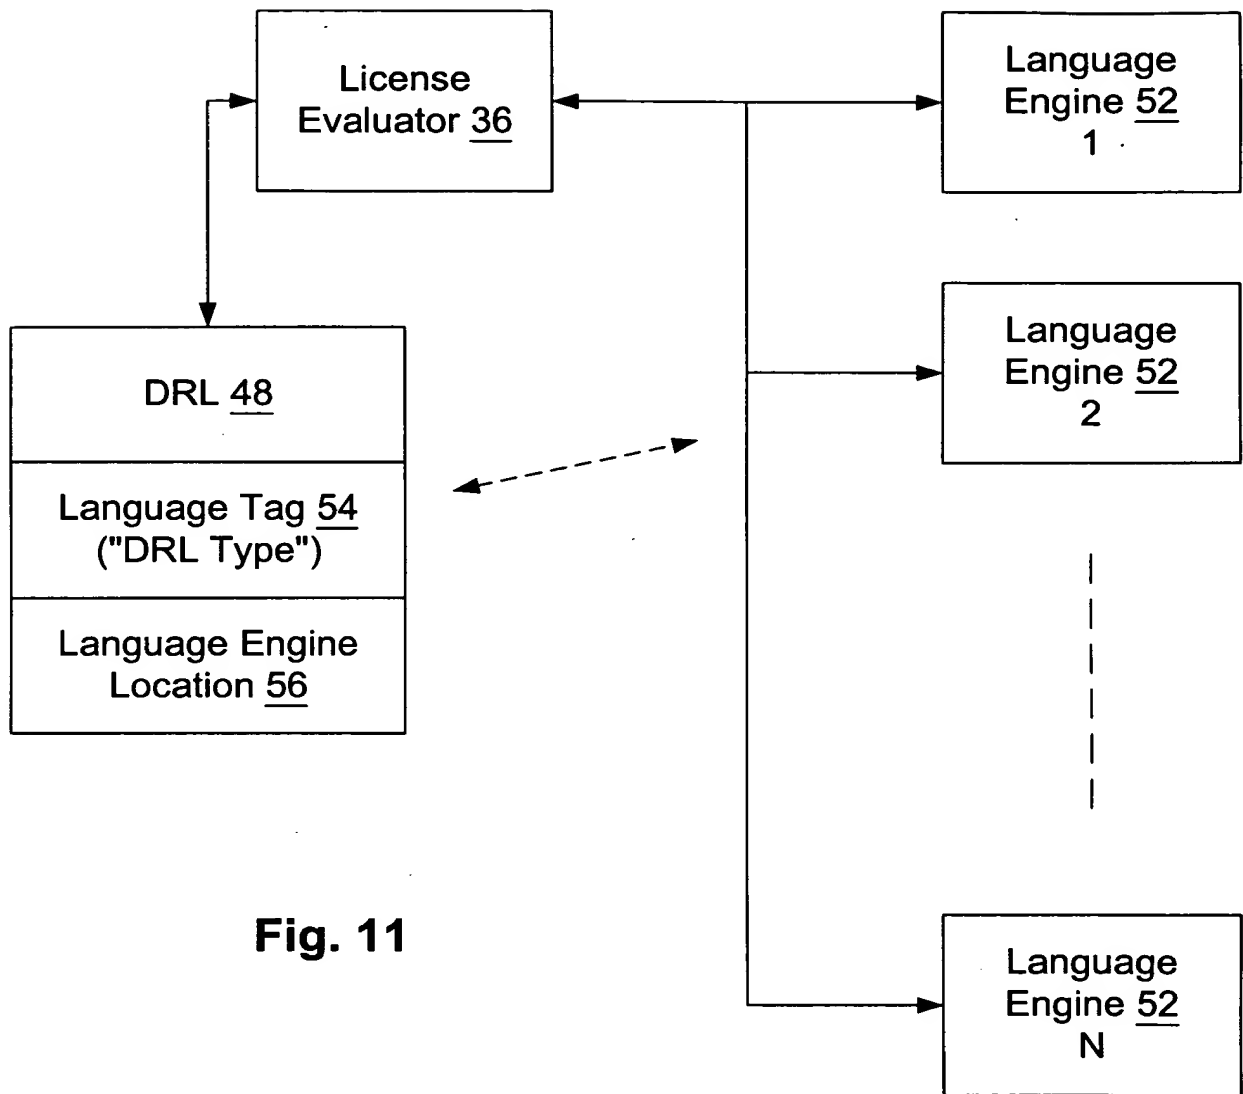 License
Evaluator 36
Language
Engine 52
1
Language
Engine 52
2
DRL 48
Language Tag 54
("DRL Type")
Language Engine
Location 56
Fig. 11
Language
Engine 52
N